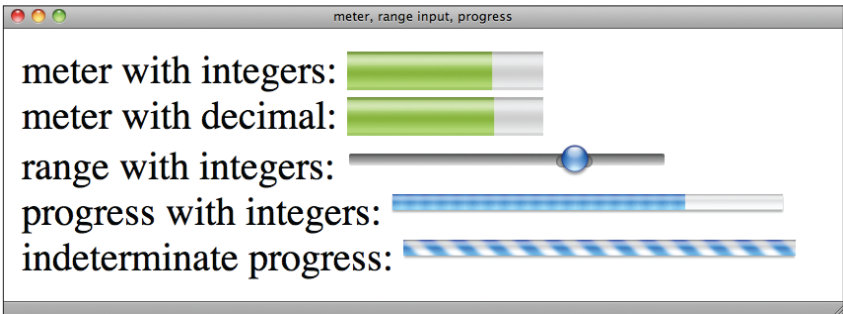 meter, range input, progress
meter with integers:
meter with decimal:
range with integers:
progress with integers:
indeterminate progress: